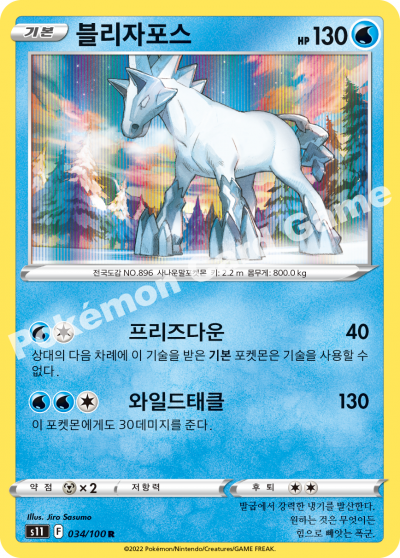 기본 블리자포스 HP 130
전국도감 NO.896 사나운말포켓몬 키: 2.2 m 몸무게: 800.0 kg
프리즈다운 40
상대의 다음 차례에 이 기술을 받은 기본 포켓몬은 기술을 사용할 수
없다.
와일드태클 130
이 포켓몬에게도 30데미지를 준다.
약점 ×2 저항력 후퇴
Illus. Jiro Sasumo
발굽에서 강력한 냉기를 발산한다.
원하는 것은 무엇이든
힘으로 빼앗는 폭군.
s11 F 034/100 R
©2022 Pokémon/Nintendo/Creatures/GAME FREAK.
Pokémon Card Game